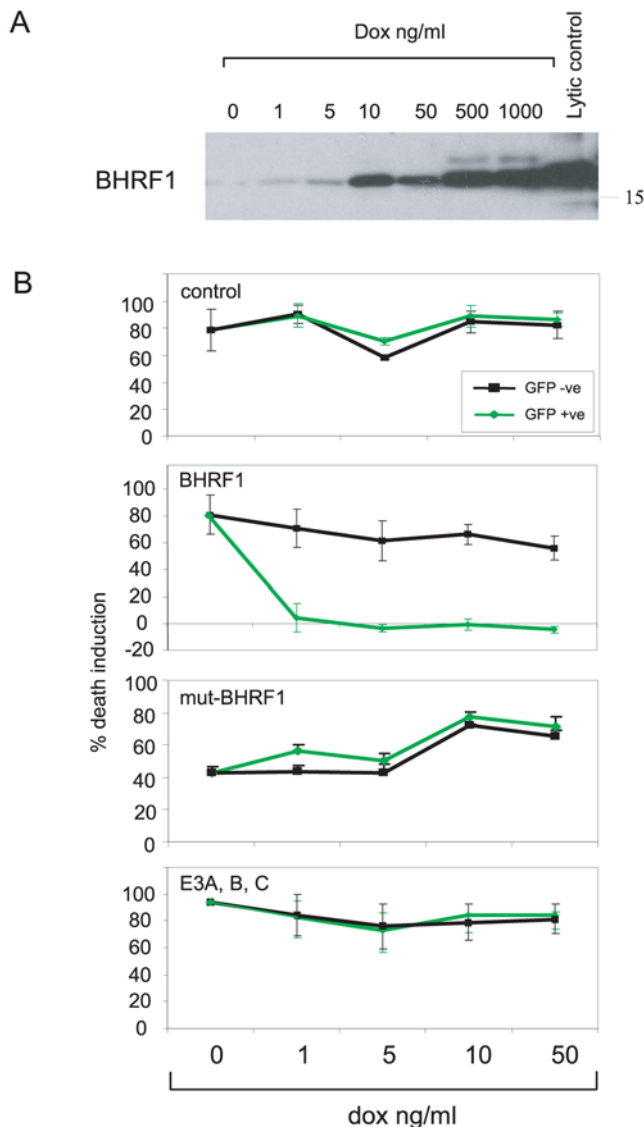 A
Dox ng/ml
Lytic control
0 1 5 10 50 500 1000
BHRF1
15
B
control
100
80
60
40
20
0
GFP -ve
GFP +ve
BHRF1
100
80
60
40
20
0
-20
% death induction
mut-BHRF1
100
80
60
40
20
0
E3A, B, C
100
80
60
40
20
0
0 1 5 10 50
dox ng/ml